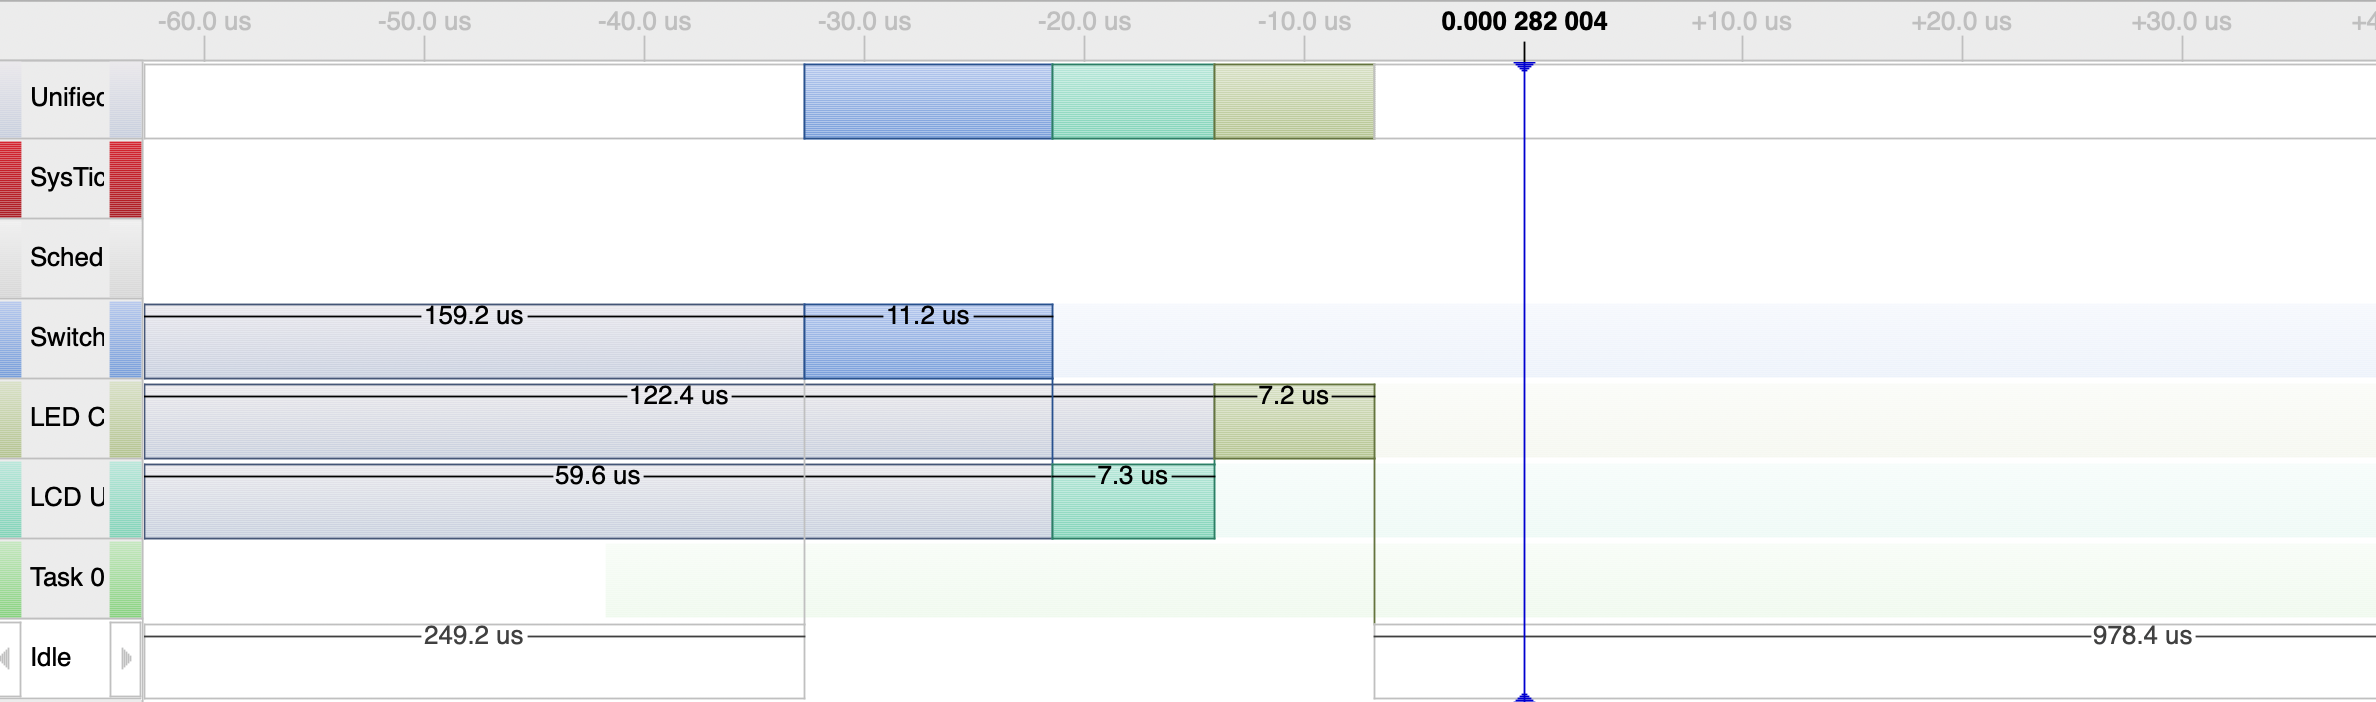 -60.0 us -50.0 us -40.0 us -30.0 us -20.0 us -10.0 us 0.000 282 004 +10.0 us +20.0 us +30.0 us +4
Unified
SysTic
Sched
Switch 159.2 us 11.2 us
LED C 122.4 us 7.2 us
LCD U 59.6 us 7.3 us
Task 0
Idle 249.2 us 978.4 us